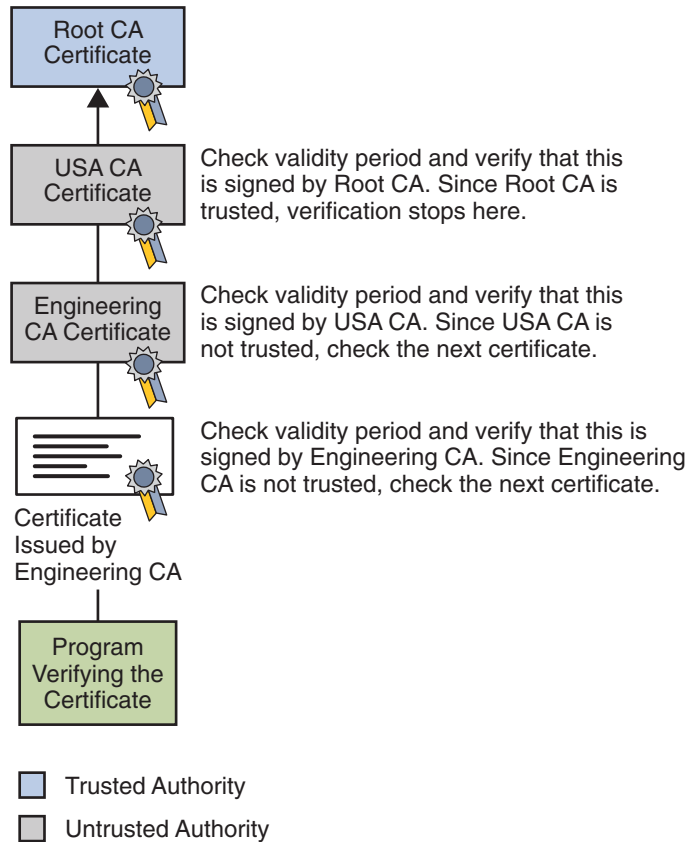 Root CA
Certificate
USA CA
Certificate
Check validity period and verify that this
is signed by Root CA. Since Root CA is
trusted, verification stops here.
Engineering
CA Certificate
Check validity period and verify that this
is signed by USA CA. Since USA CA is
not trusted, check the next certificate.
Check validity period and verify that this is
signed by Engineering CA. Since Engineering
CA is not trusted, check the next certificate.
Certificate
Issued by
Engineering CA
Program
Verifying the
Certificate
Trusted Authority
Untrusted Authority